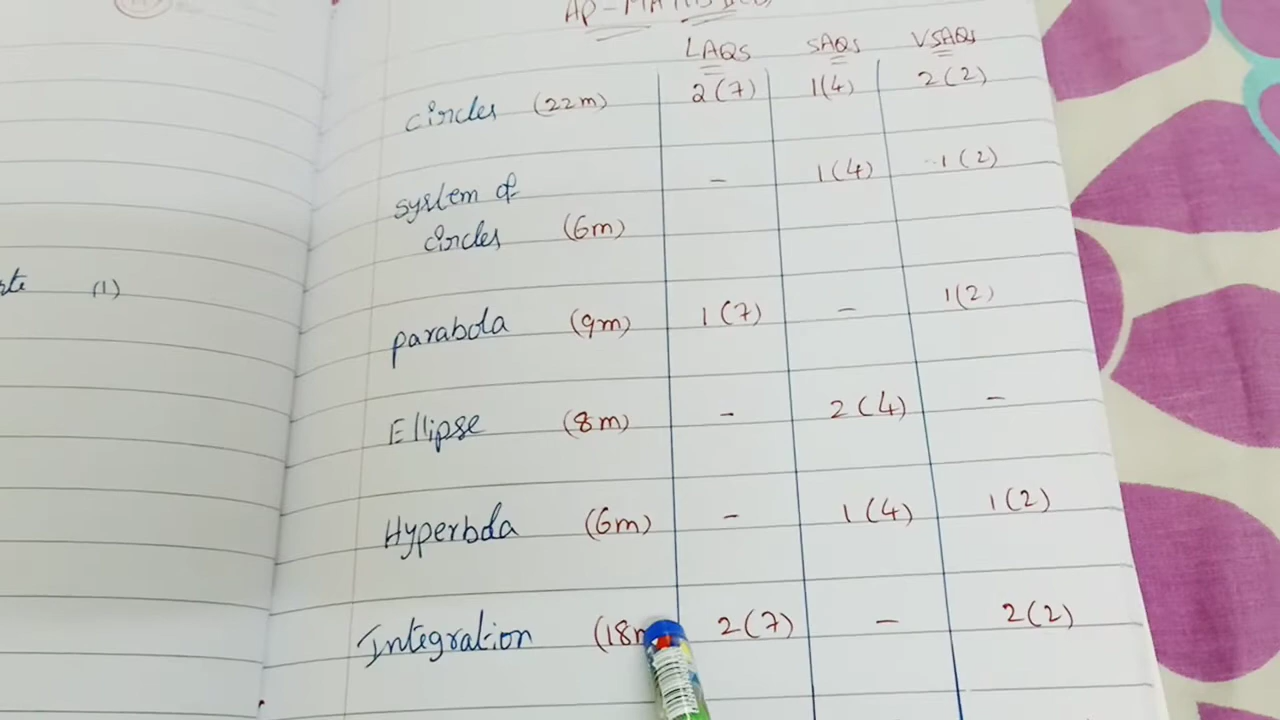 LAQS SAQS VSAQS
circles (22m) 2(7) 1(4) 2(2)
system of - 1(4) 1(2)
circles (6m)
parabola (9m) 1(7) - 1(2)
Ellipse (8m) - 2(4) -
Hyperbola (6m) - 1(4) 1(2)
Integration (18m 2(7) - 2(2)
(1)